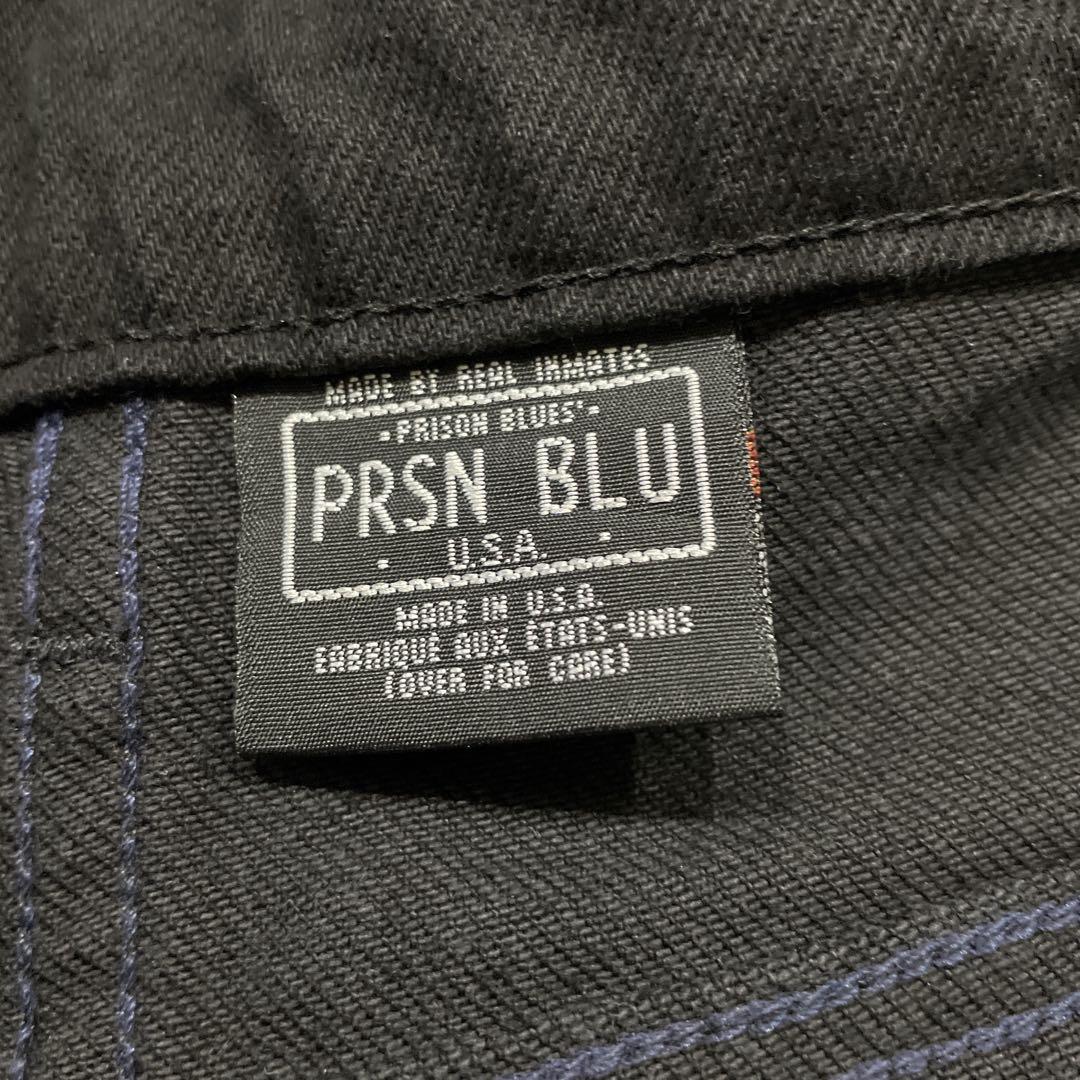 MADE BY REAL INMATES
·PRISON BLUES'·
PRSN BLU
· U.S.A. ·
MADE IN U.S.A.
FABRIQUE AUX ETATS-UNIS
(OVER FOR CARE)